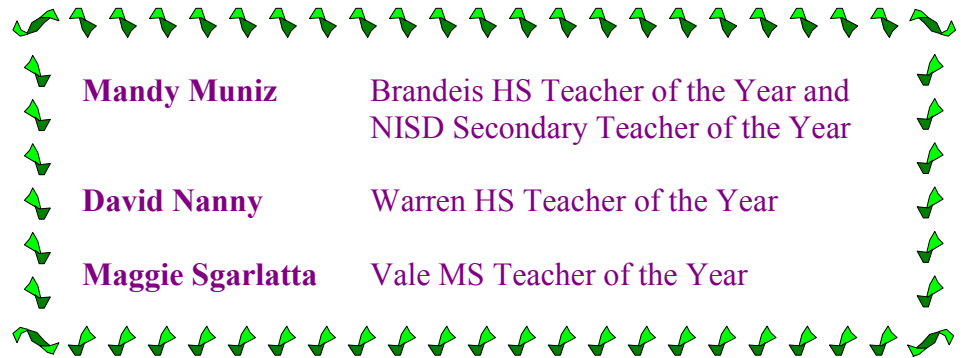 Mandy Muniz Brandeis HS Teacher of the Year and
NISD Secondary Teacher of the Year
David Nanny Warren HS Teacher of the Year
Maggie Sgarlatta Vale MS Teacher of the Year